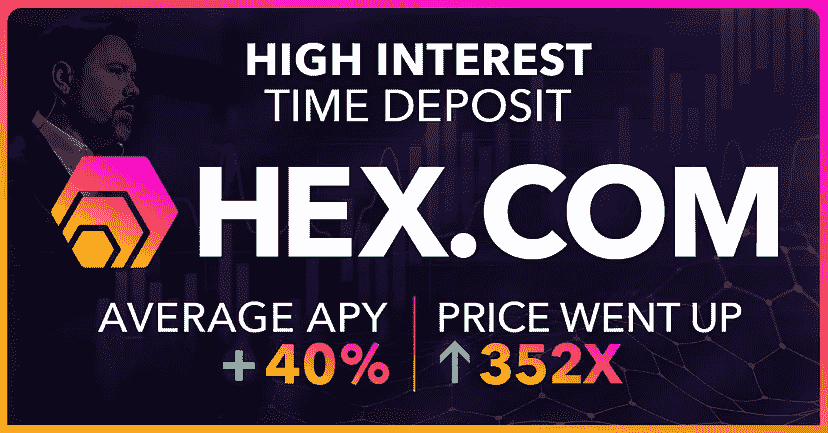 HIGH INTEREST
TIME DEPOSIT
HEX.COM
AVERAGE APY
+40%
PRICE WENT UP
↑352X